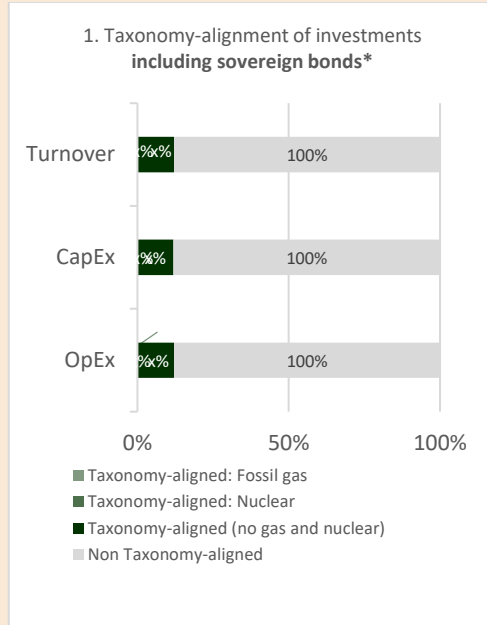 1. Taxonomy-alignment of investments
including sovereign bonds*
Turnover
x%
100%
CapEx
x%
100%
OpEx
%x%
100%
0%
50%
100%
Taxonomy-aligned: Fossil gas
Taxonomy-aligned: Nuclear
Taxonomy-aligned (no gas and nuclear)
Non Taxonomy-aligned